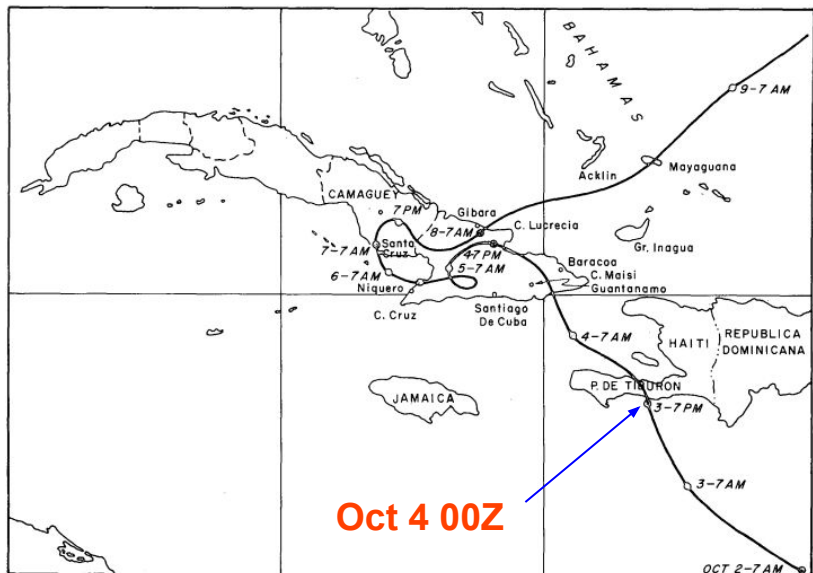 BAHAMAS
9-7 AM
Acklin
Mayaguana
CAMAGUEY
7 PM
Gibara
8-7 AM
C. Lucrecia
Gr. Inagua
7-7 AM
Santa
Cruz
4-7 PM
5-7 AM
Baracoa
C. Maisi
Guantanamo
6-7 AM
Niquero
C. Cruz
Santiago
De Cuba
4-7 AM
HAITI
REPUBLICA
DOMINICANA
JAMAICA
P. DE TIBURON
3-7 PM
3-7 AM
Oct 4 00Z
OCT 2-7 AM